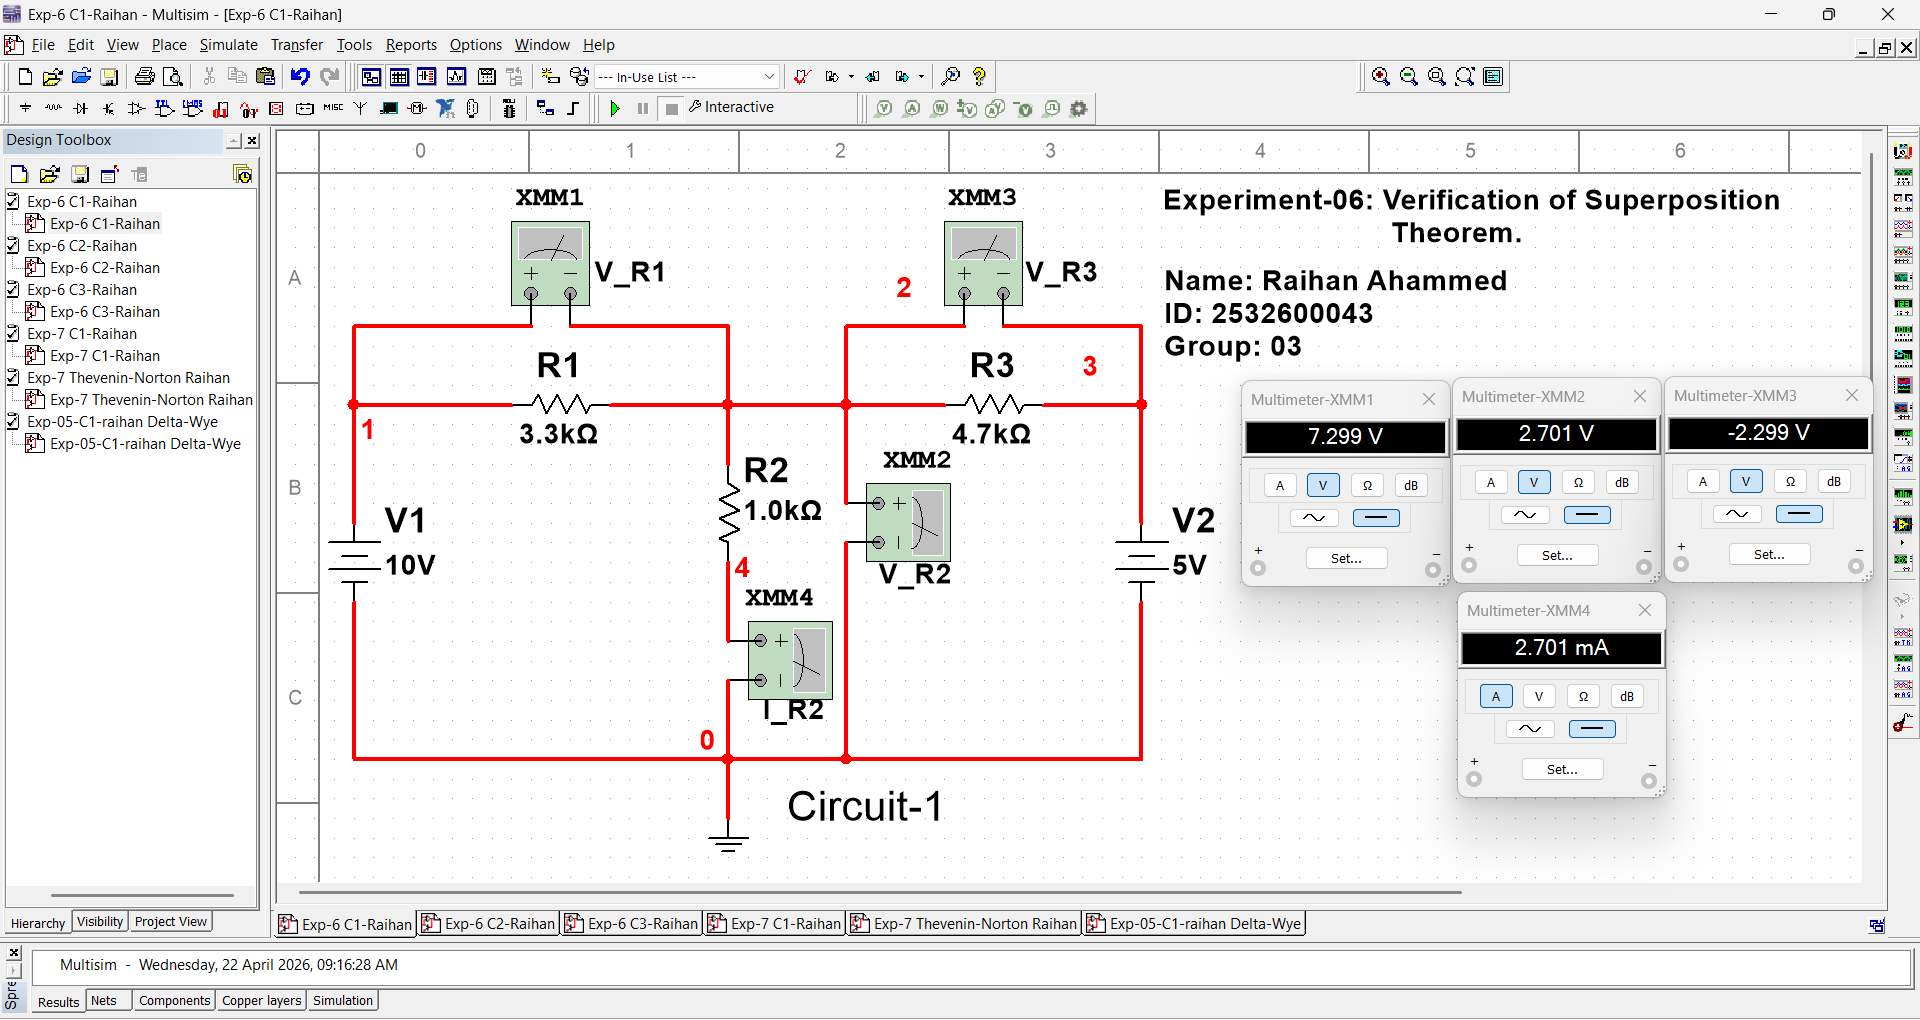 Exp-6 C1-Raihan - Multisim - [Exp-6 C1-Raihan]
File Edit View Place Simulate Transfer Tools Reports Options Window Help
--- In-Use List ---
MISC
Interactive
Design Toolbox
Exp-6 C1-Raihan
Exp-6 C1-Raihan
Exp-6 C2-Raihan
Exp-6 C2-Raihan
Exp-6 C3-Raihan
Exp-6 C3-Raihan
Exp-7 C1-Raihan
Exp-7 C1-Raihan
Exp-7 Thevenin-Norton Raihan
Exp-7 Thevenin-Norton Raihan
Exp-05-C1-raihan Delta-Wye
Exp-05-C1-raihan Delta-Wye
Hierarchy Visibility Project View
0 1 2 3 4 5 6
A
B
C
XMM1
V_R1
XMM3
V_R3
2
R1
3.3kΩ
R3
4.7kΩ
3
1
R2
1.0kΩ
XMM2
V_R2
V1
10V
V2
5V
4
XMM4
I_R2
0
Circuit-1
Experiment-06: Verification of Superposition
Theorem.
Name: Raihan Ahammed
ID: 2532600043
Group: 03
Multimeter-XMM1
7.299 V
A V Ω dB
Set...
+ −
Multimeter-XMM2
2.701 V
A V Ω dB
Set...
+ −
Multimeter-XMM3
-2.299 V
A V Ω dB
Set...
+ −
Multimeter-XMM4
2.701 mA
A V Ω dB
Set...
+ −
Exp-6 C1-Raihan Exp-6 C2-Raihan Exp-6 C3-Raihan Exp-7 C1-Raihan Exp-7 Thevenin-Norton Raihan Exp-05-C1-raihan Delta-Wye
Multisim - Wednesday, 22 April 2026, 09:16:28 AM
Spre
Results Nets Components Copper layers Simulation